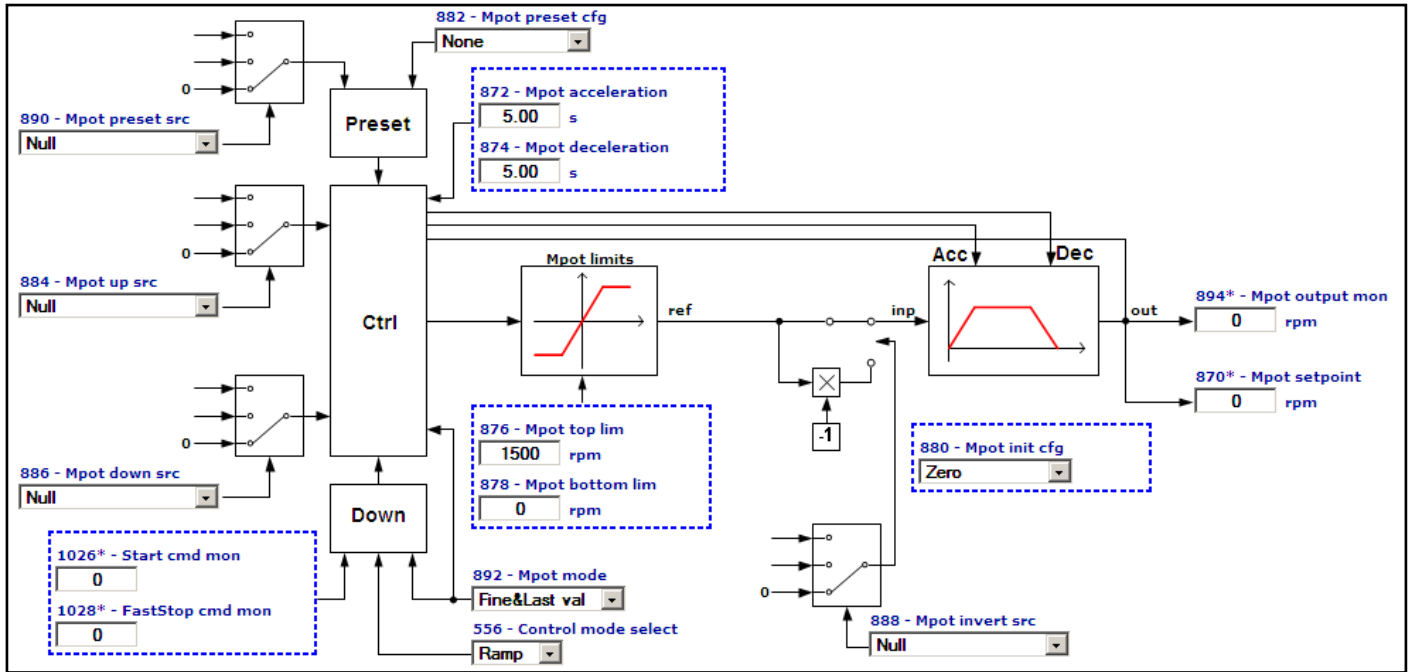 882 - Mpot preset cfg
None
0
890 - Mpot preset src
Null
Preset
872 - Mpot acceleration
5.00 s
874 - Mpot deceleration
5.00 s
0
884 - Mpot up src
Null
Ctrl
Mpot limits
ref
inp
Acc
Dec
out
894* - Mpot output mon
0 rpm
870* - Mpot setpoint
0 rpm
-1
0
886 - Mpot down src
Null
876 - Mpot top lim
1500 rpm
878 - Mpot bottom lim
0 rpm
880 - Mpot init cfg
Zero
Down
1026* - Start cmd mon
0
1028* - FastStop cmd mon
0
892 - Mpot mode
Fine&Last val
556 - Control mode select
Ramp
0
888 - Mpot invert src
Null